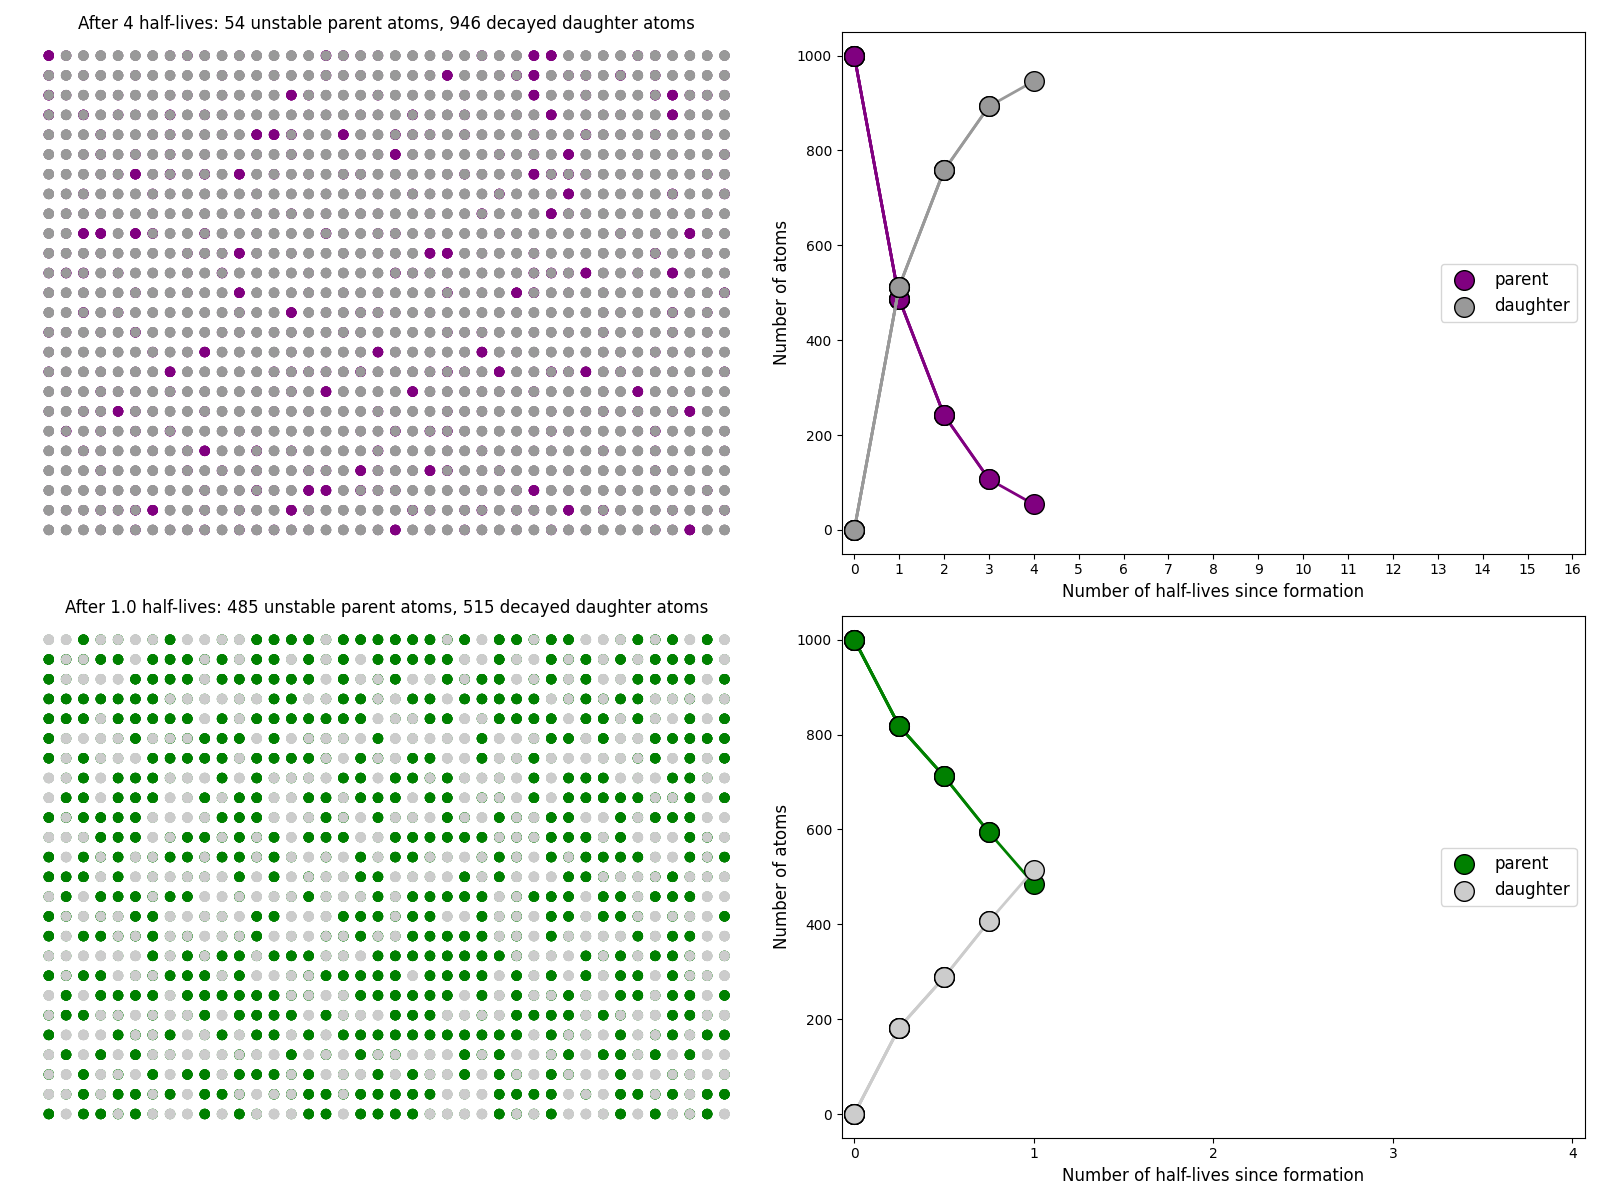 After 4 half-lives: 54 unstable parent atoms, 946 decayed daughter atoms
1000
800
600
400
200
0
Number of atoms
parent
daughter
0 1 2 3 4 5 6 7 8 9 10 11 12 13 14 15 16
Number of half-lives since formation
After 1.0 half-lives: 485 unstable parent atoms, 515 decayed daughter atoms
1000
800
600
400
200
0
Number of atoms
parent
daughter
0 1 2 3 4
Number of half-lives since formation